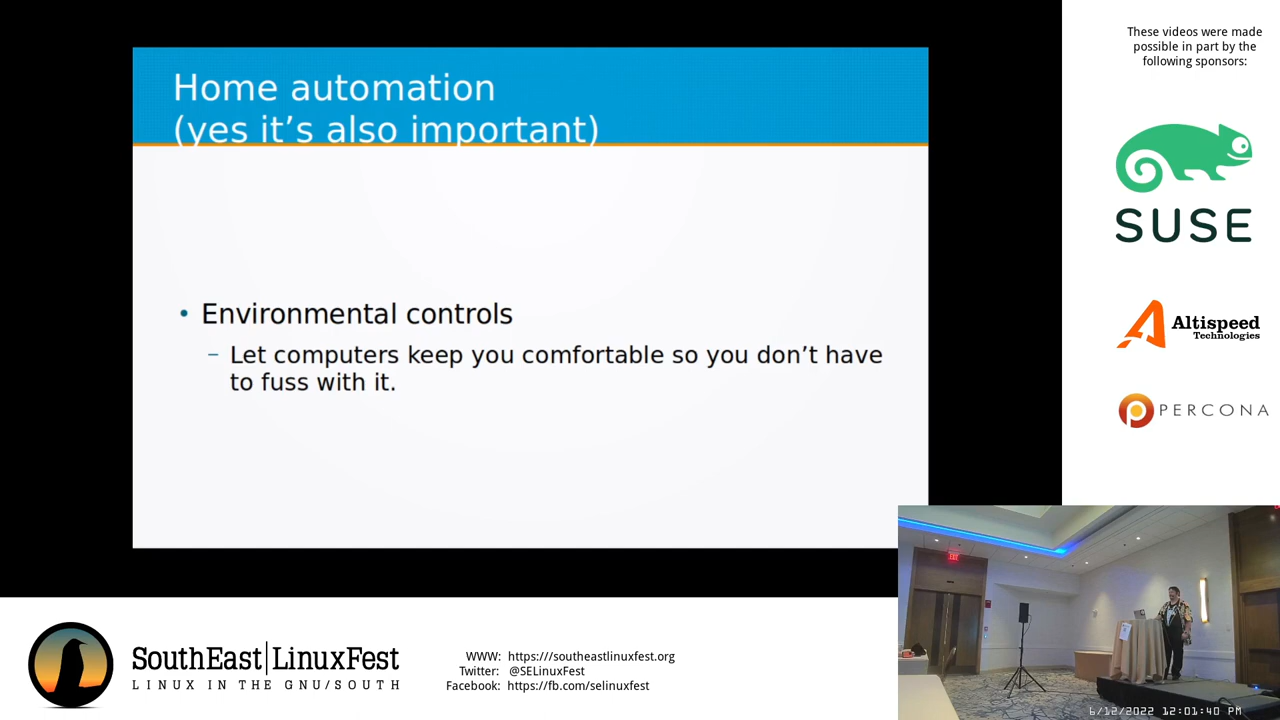 These videos were made
possible in part by the
following sponsors:
Home automation
(yes it's also important)
• Environmental controls
– Let computers keep you comfortable so you don't have
to fuss with it.
SUSE
Altispeed
Technologies
PERCONA
SouthEast|LinuxFest
LINUX IN THE GNU/SOUTH
WWW: https://southeastlinuxfest.org
Twitter: @SELinuxFest
Facebook: https://fb.com/selinuxfest
6/12/2022 12:01:40 PM